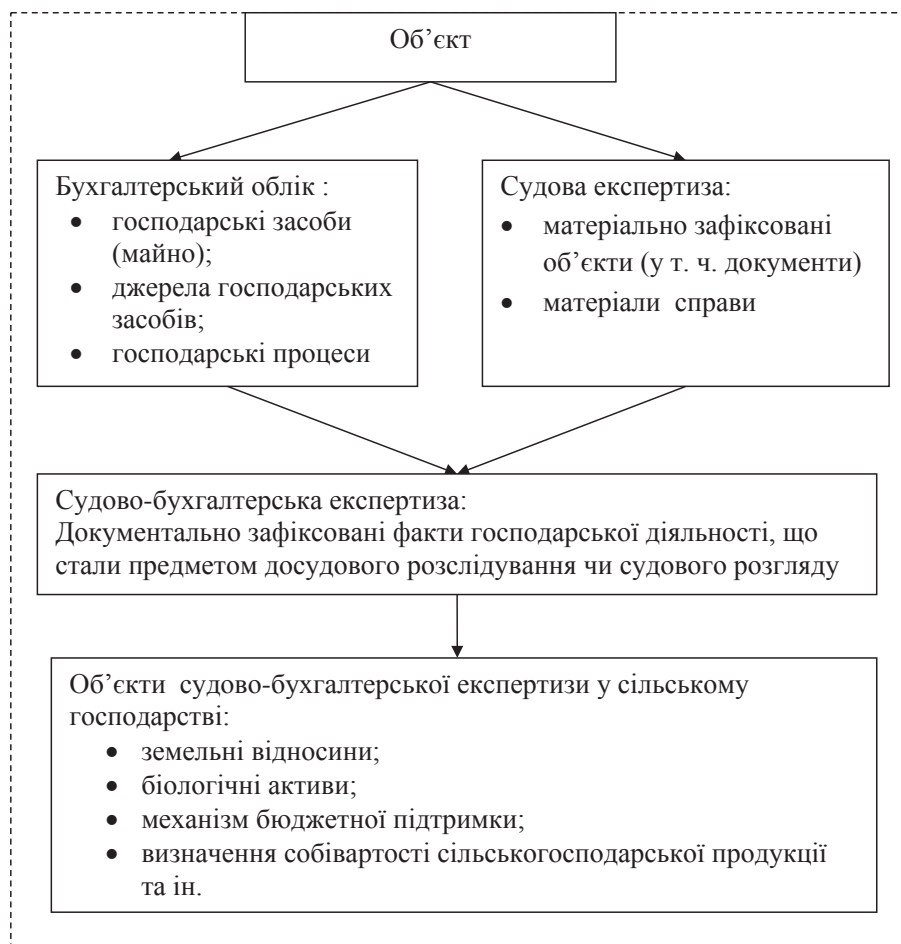 Об’єкт
Бухгалтерський облік :
• господарські засоби
(майно);
• джерела господарських
засобів;
• господарські процеси
Судова експертиза:
• матеріально зафіксовані
об’єкти (у т. ч. документи)
• матеріали справи
Судово-бухгалтерська експертиза:
Документально зафіксовані факти господарської діяльності, що
стали предметом досудового розслідування чи судового розгляду
Об’єкти судово-бухгалтерської експертизи у сільському
господарстві:
• земельні відносини;
• біологічні активи;
• механізм бюджетної підтримки;
• визначення собівартості сільськогосподарської продукції
та ін.